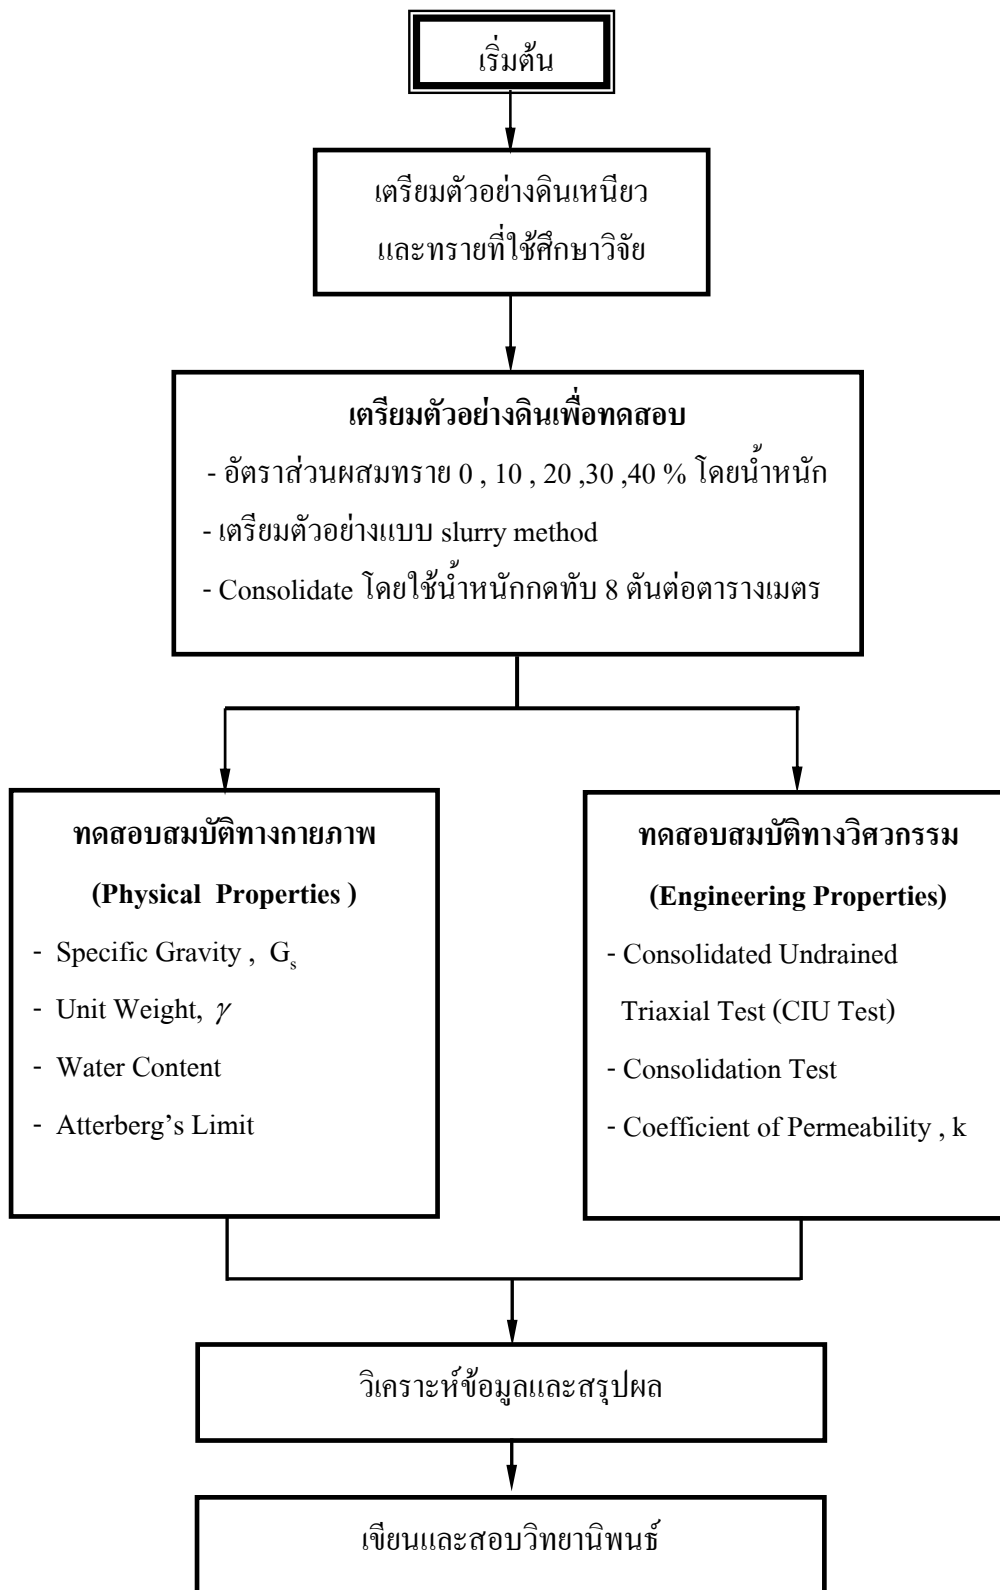 เริ่มต้น
เตรียมตัวอย่างดินเหนียว
และทรายที่ใช้ศึกษาวิจัย
เตรียมตัวอย่างดินเพื่อทดสอบ
- อัตราส่วนผสมทราย 0 , 10 , 20 ,30 ,40 % โดยน้ำหนัก
- เตรียมตัวอย่างแบบ slurry method
- Consolidate โดยใช้น้ำหนักกดทับ 8 ตันต่อตารางเมตร
ทดสอบสมบัติทางกายภาพ
(Physical Properties )
- Specific Gravity , Gs
- Unit Weight, γ
- Water Content
- Atterberg’s Limit
ทดสอบสมบัติทางวิศวกรรม
(Engineering Properties)
- Consolidated Undrained
Triaxial Test (CIU Test)
- Consolidation Test
- Coefficient of Permeability , k
วิเคราะห์ข้อมูลและสรุปผล
เขียนและสอบวิทยานิพนธ์